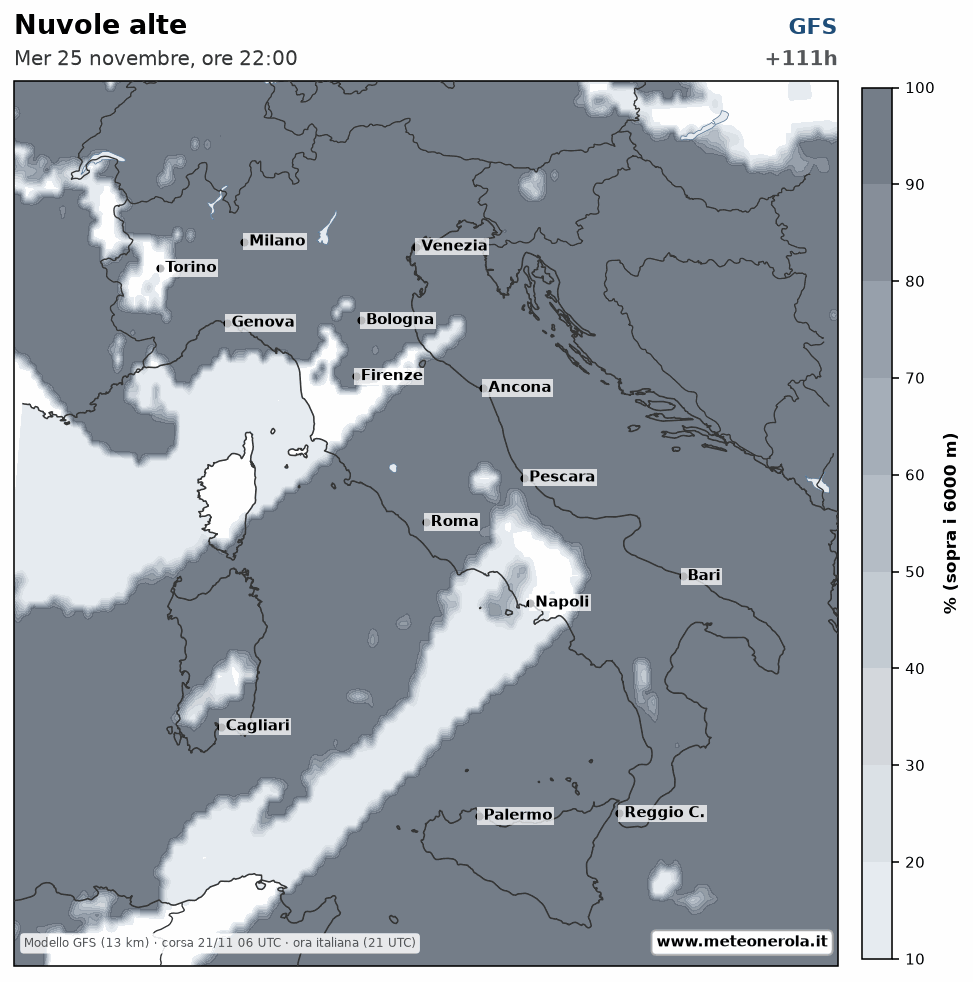 Nuvole alte
GFS
Mer 25 novembre, ore 22:00
+111h
100
90
80
70
60
50
40
30
20
10
% (sopra i 6000 m)
Milano
Venezia
Torino
Genova
Bologna
Firenze
Ancona
Pescara
Roma
Bari
Napoli
Cagliari
Palermo
Reggio C.
Modello GFS (13 km) · corsa 21/11 06 UTC · ora italiana (21 UTC)
www.meteonerola.it